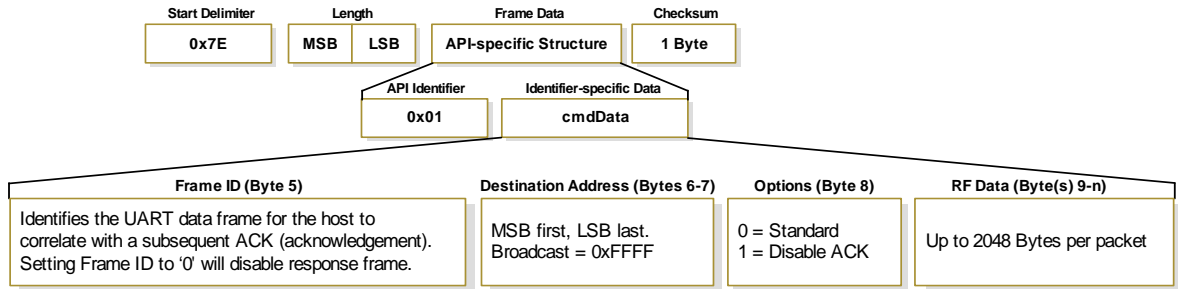 Start Delimiter
Length
Frame Data
Checksum
0x7E
MSB
LSB
API-specific Structure
1 Byte
API Identifier
Identifier-specific Data
0x01
cmdData
Frame ID (Byte 5)
Identifies the UART data frame for the host to
correlate with a subsequent ACK (acknowledgement).
Setting Frame ID to ‘0' will disable response frame.
Destination Address (Bytes 6-7)
MSB first, LSB last.
Broadcast = 0xFFFF
Options (Byte 8)
0 = Standard
1 = Disable ACK
RF Data (Byte(s) 9-n)
Up to 2048 Bytes per packet